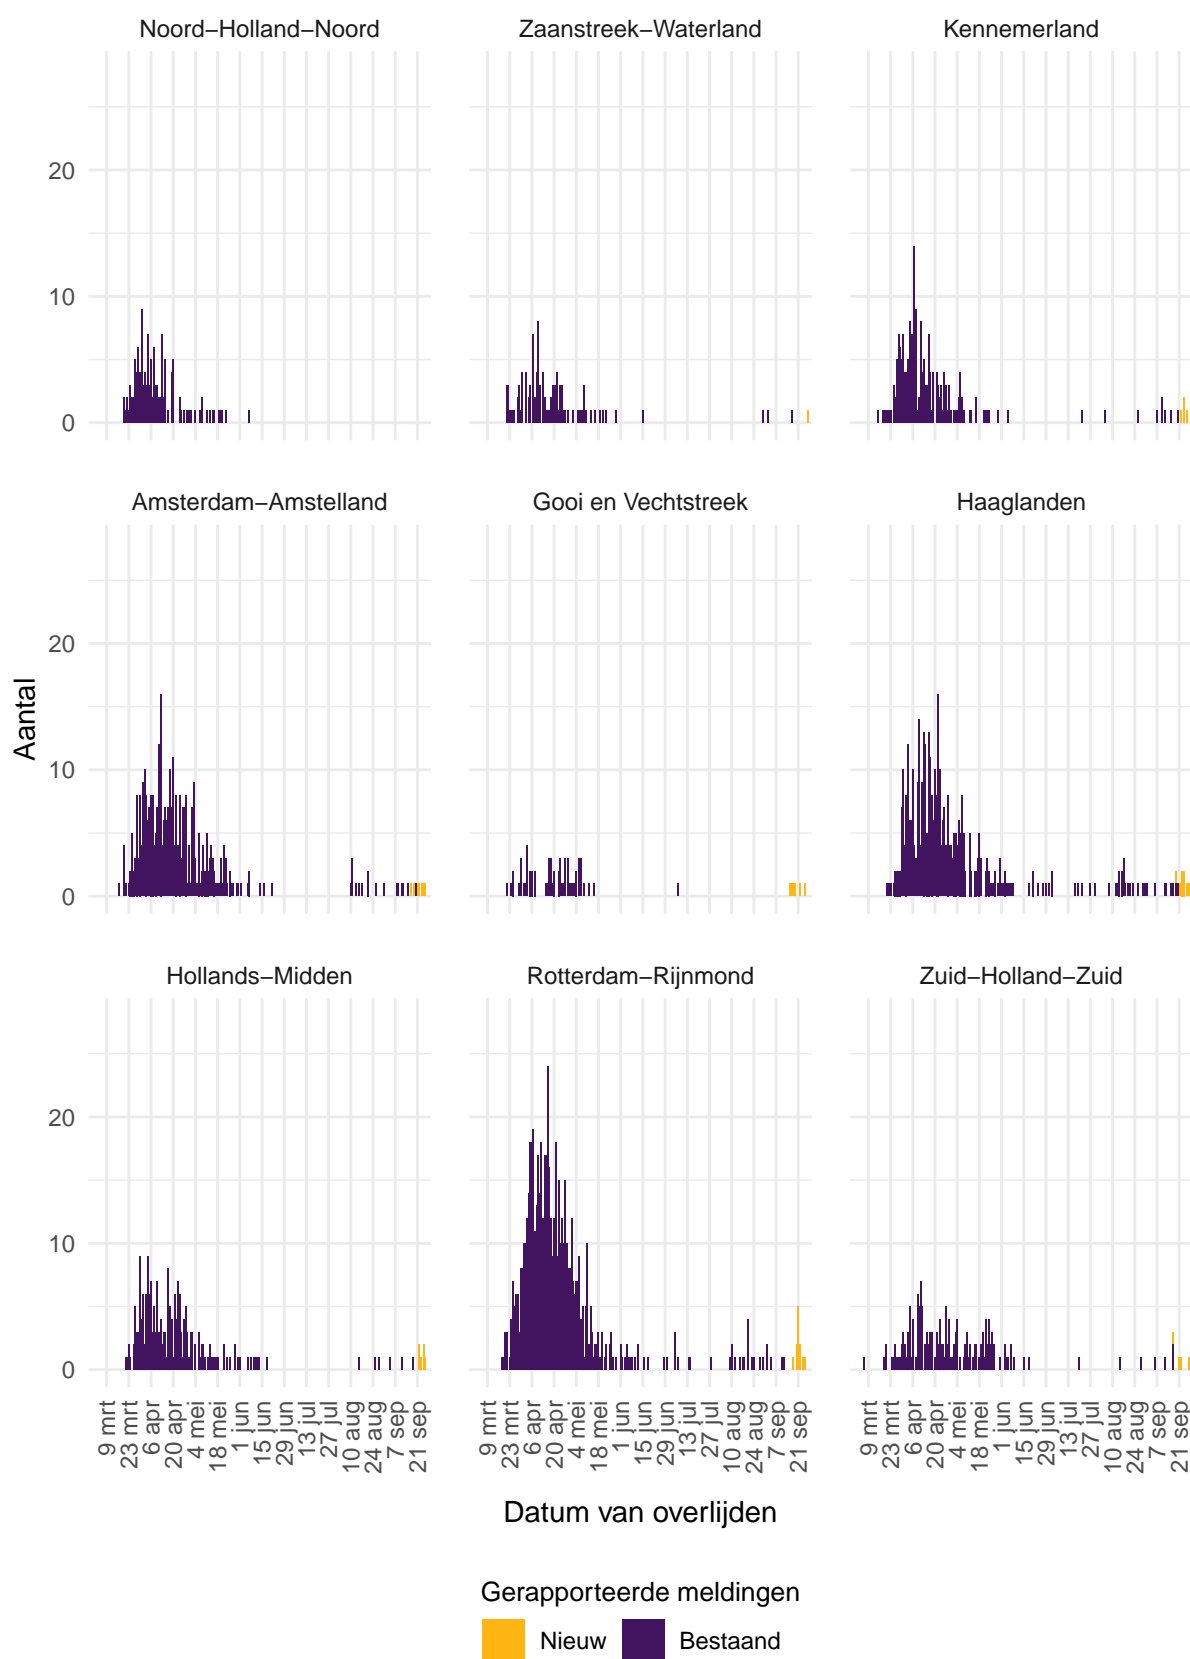 Noord−Holland−Noord Zaanstreek−Waterland Kennemerland
20
10
0
Amsterdam−Amstelland Gooi en Vechtstreek Haaglanden
20
10
0
Aantal
Hollands−Midden Rotterdam−Rijnmond Zuid−Holland−Zuid
20
10
0
9 mrt 23 mrt 6 apr 20 apr 4 mei 18 mei 1 jun 15 jun 29 jun 13 jul 27 jul 10 aug 24 aug 7 sep 21 sep
9 mrt 23 mrt 6 apr 20 apr 4 mei 18 mei 1 jun 15 jun 29 jun 13 jul 27 jul 10 aug 24 aug 7 sep 21 sep
9 mrt 23 mrt 6 apr 20 apr 4 mei 18 mei 1 jun 15 jun 29 jun 13 jul 27 jul 10 aug 24 aug 7 sep 21 sep
Datum van overlijden
Gerapporteerde meldingen
Nieuw Bestaand